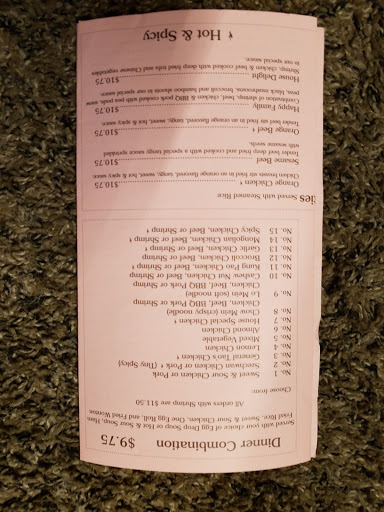 Dinner Combination $9.75
Served with your choice of Egg Drop Soup or Hot & Sour Soup, Ham
Fried Rice, Sweet & Sour Chicken, One Egg Roll, and Fried Wonton
All orders with Shrimp are $11.50
Choose from:
No. 1 Sweet & Sour Chicken or Pork
No. 2 Szechwan Chicken or Pork (Tiny Spicy)
No. 3 General Tso's Chicken
No. 4 Lemon Chicken
No. 5 Mixed Vegetable
No. 6 Almond Chicken
No. 7 House Special Chicken
No. 8 Chow Mein (crispy noodle)
Chicken, Beef, BBQ Pork or Shrimp
No. 9 Lo Mein (soft noodle)
Chicken, Beef, BBQ Pork or Shrimp
No. 10 Cashew Nut Chicken, Beef or Shrimp
No. 11 Kung Pao Chicken, Beef or Shrimp
No. 12 Broccoli Chicken, Beef or Shrimp
No. 13 Garlic Chicken, Beef or Shrimp
No. 14 Mongolian Chicken, Beef or Shrimp
No. 15 Spicy Chicken, Beef or Shrimp
ties Served with Steamed Rice
Orange Chicken $10.75
Chicken breasts stir fried in an orange flavored, tangy, sweet, hot & spicy sauce.
Sesame Beef $10.75
Tender beef deep fried and cooked with a special tangy sauce sprinkled
with sesame seeds.
Orange Beef $10.75
Tender beef stir fried in an orange flavored, tangy, sweet, hot & spicy sauce.
Happy Family $10.75
Combination of shrimp, beef, chicken & BBQ pork cooked with pea pods, snow
peas, black mushrooms, broccoli and bamboo shoots in our special sauce.
House Delight $10.75
Shrimp, chicken & beef cooked with deep fried tofu and Chinese vegetables
in our special sauce.
Hot & Spicy